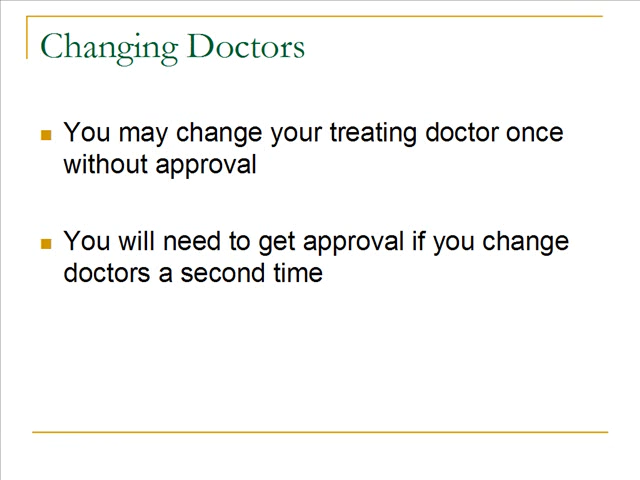 Changing Doctors
You may change your treating doctor once
without approval
You will need to get approval if you change
doctors a second time